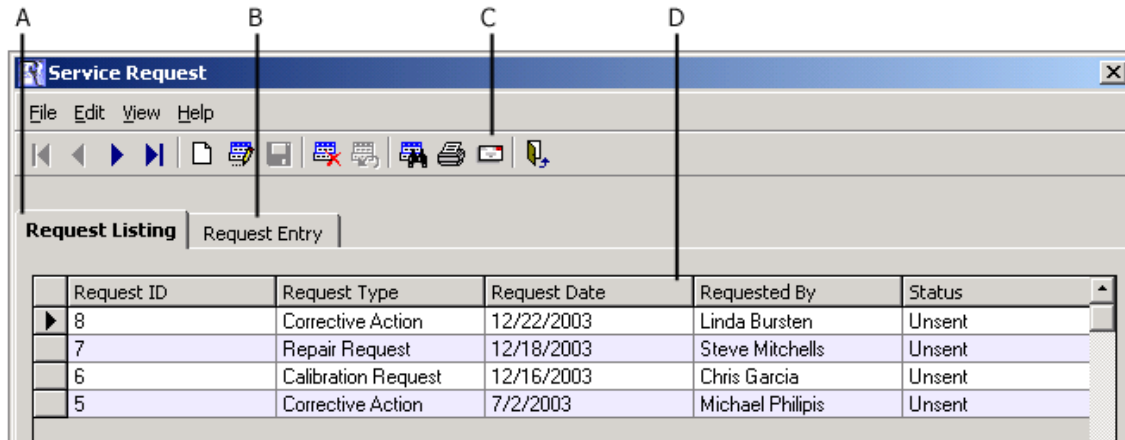 A B C D
Service Request
File Edit View Help
Request Listing Request Entry
Request ID Request Type Request Date Requested By Status
8 Corrective Action 12/22/2003 Linda Bursten Unsent
7 Repair Request 12/18/2003 Steve Mitchells Unsent
6 Calibration Request 12/16/2003 Chris Garcia Unsent
5 Corrective Action 7/2/2003 Michael Philipis Unsent